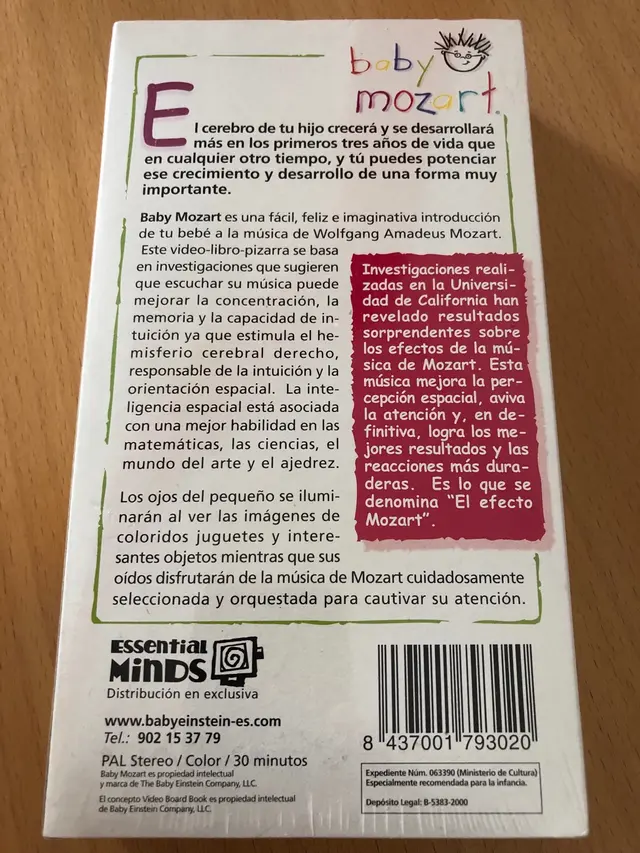 baby
mozart.
El cerebro de tu hijo crecerá y se desarrollará
más en los primeros tres años de vida que
en cualquier otro tiempo, y tú puedes potenciar
ese crecimiento y desarrollo de una forma muy
importante.
Baby Mozart es una fácil, feliz e imaginativa introducción
de tu bebé a la música de Wolfgang Amadeus Mozart.
Este video-libro-pizarra se basa
en investigaciones que sugieren
que escuchar su música puede
mejorar la concentración, la
memoria y la capacidad de in-
tuición ya que estimula el he-
misferio cerebral derecho,
responsable de la intuición y la
orientación espacial. La inte-
ligencia espacial está asociada
con una mejor habilidad en las
matemáticas, las ciencias, el
mundo del arte y el ajedrez.
Investigaciones reali-
zadas en la Universi-
dad de California han
revelado resultados
sorprendentes sobre
los efectos de la mú-
sica de Mozart. Esta
música mejora la per-
cepción espacial, aviva
la atención y, en de-
finitiva, logra los me-
jores resultados y las
reacciones más dura-
deras. Es lo que se
denomina "El efecto
Mozart".
Los ojos del pequeño se ilumi-
narán al ver las imágenes de
coloridos juguetes y intere-
santes objetos mientras que sus
oídos disfrutarán de la música de Mozart cuidadosamente
seleccionada y orquestada para cautivar su atención.
Essential
Minds
Distribución en exclusiva
www.babyeinstein-es.com
Tel.: 902 15 37 79
PAL Stereo / Color / 30 minutos
Baby Mozart es propiedad intelectual
y marca de The Baby Einstein Company, LLC.
El concepto Video Board Book es propiedad intelectual
de Baby Einstein Company, LLC.
8 437001 793020
Expediente Núm. 063390 (Ministerio de Cultura)
Especialmente recomendada para la infancia.
Depósito Legal: B-5383-2000